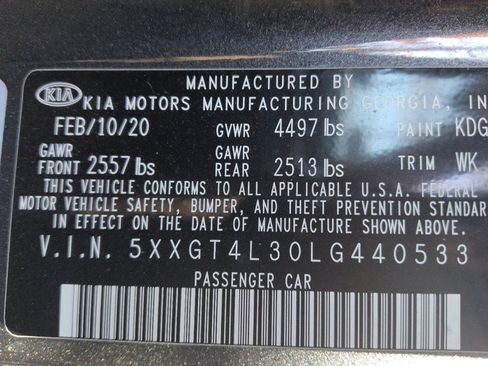 MANUFACTURED BY
KIA KIA MOTORS MANUFACTURING GEORGIA, IN
FEB/10/20 GVWR 4497 lbs PAINT KDG
GAWR FRONT 2557 lbs GAWR REAR 2513 lbs TRIM WK
THIS VEHICLE CONFORMS TO ALL APPLICABLE U.S.A. FEDERAL
MOTOR VEHICLE SAFETY, BUMPER, AND THEFT PREVENTION STANDAR
IN EFFECT ON THE DATE OF MANUFACTURE SHOWN ABOVE.
V.I.N. 5XXGT4L30LG440533
PASSENGER CAR